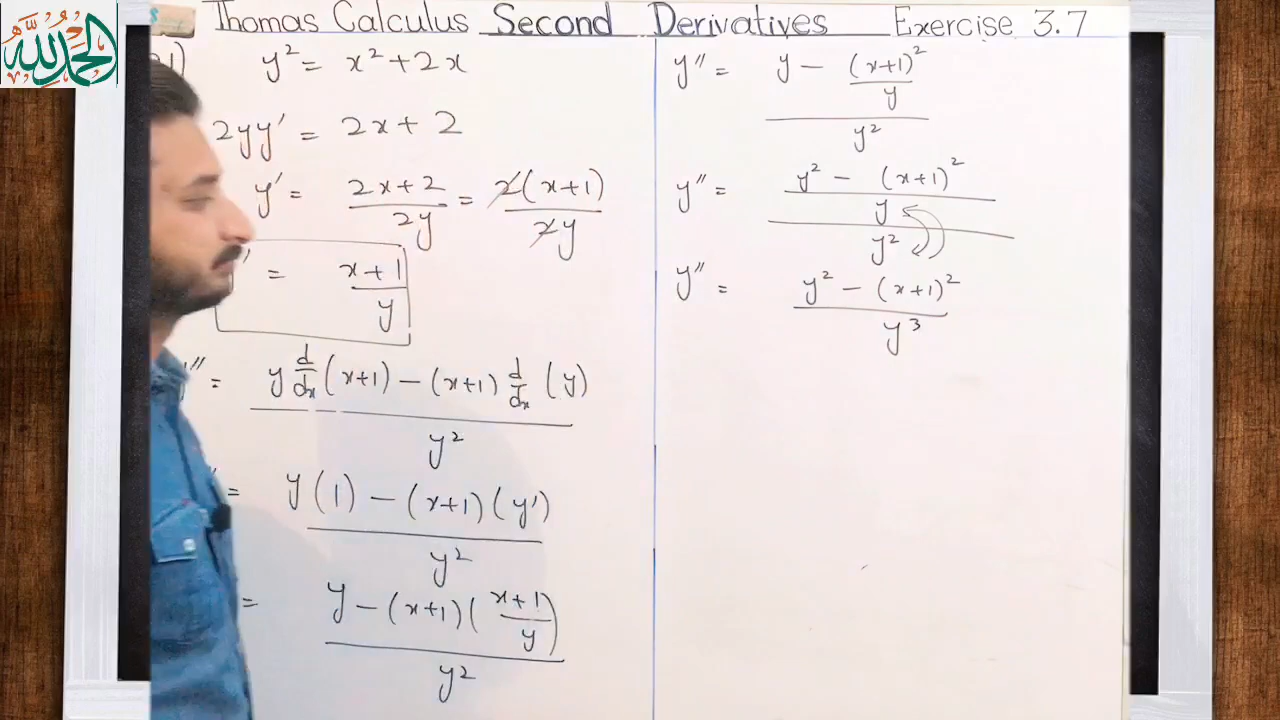 الحمد لله
Thomas Calculus Second Derivatives Exercise 3.7
y² = x² + 2x
2yy' = 2x + 2
y' = (2x+2)/(2y) = 2(x+1)/(2y)
' = (x+1)/y
'' = (y d/dx (x+1) − (x+1) d/dx (y))/y²
' = (y(1) − (x+1)(y'))/y²
= (y − (x+1)((x+1)/y))/y²
y'' = (y − (x+1)²/y)/y²
y'' = ((y² − (x+1)²)/y)/y²
y'' = (y² − (x+1)²)/y³